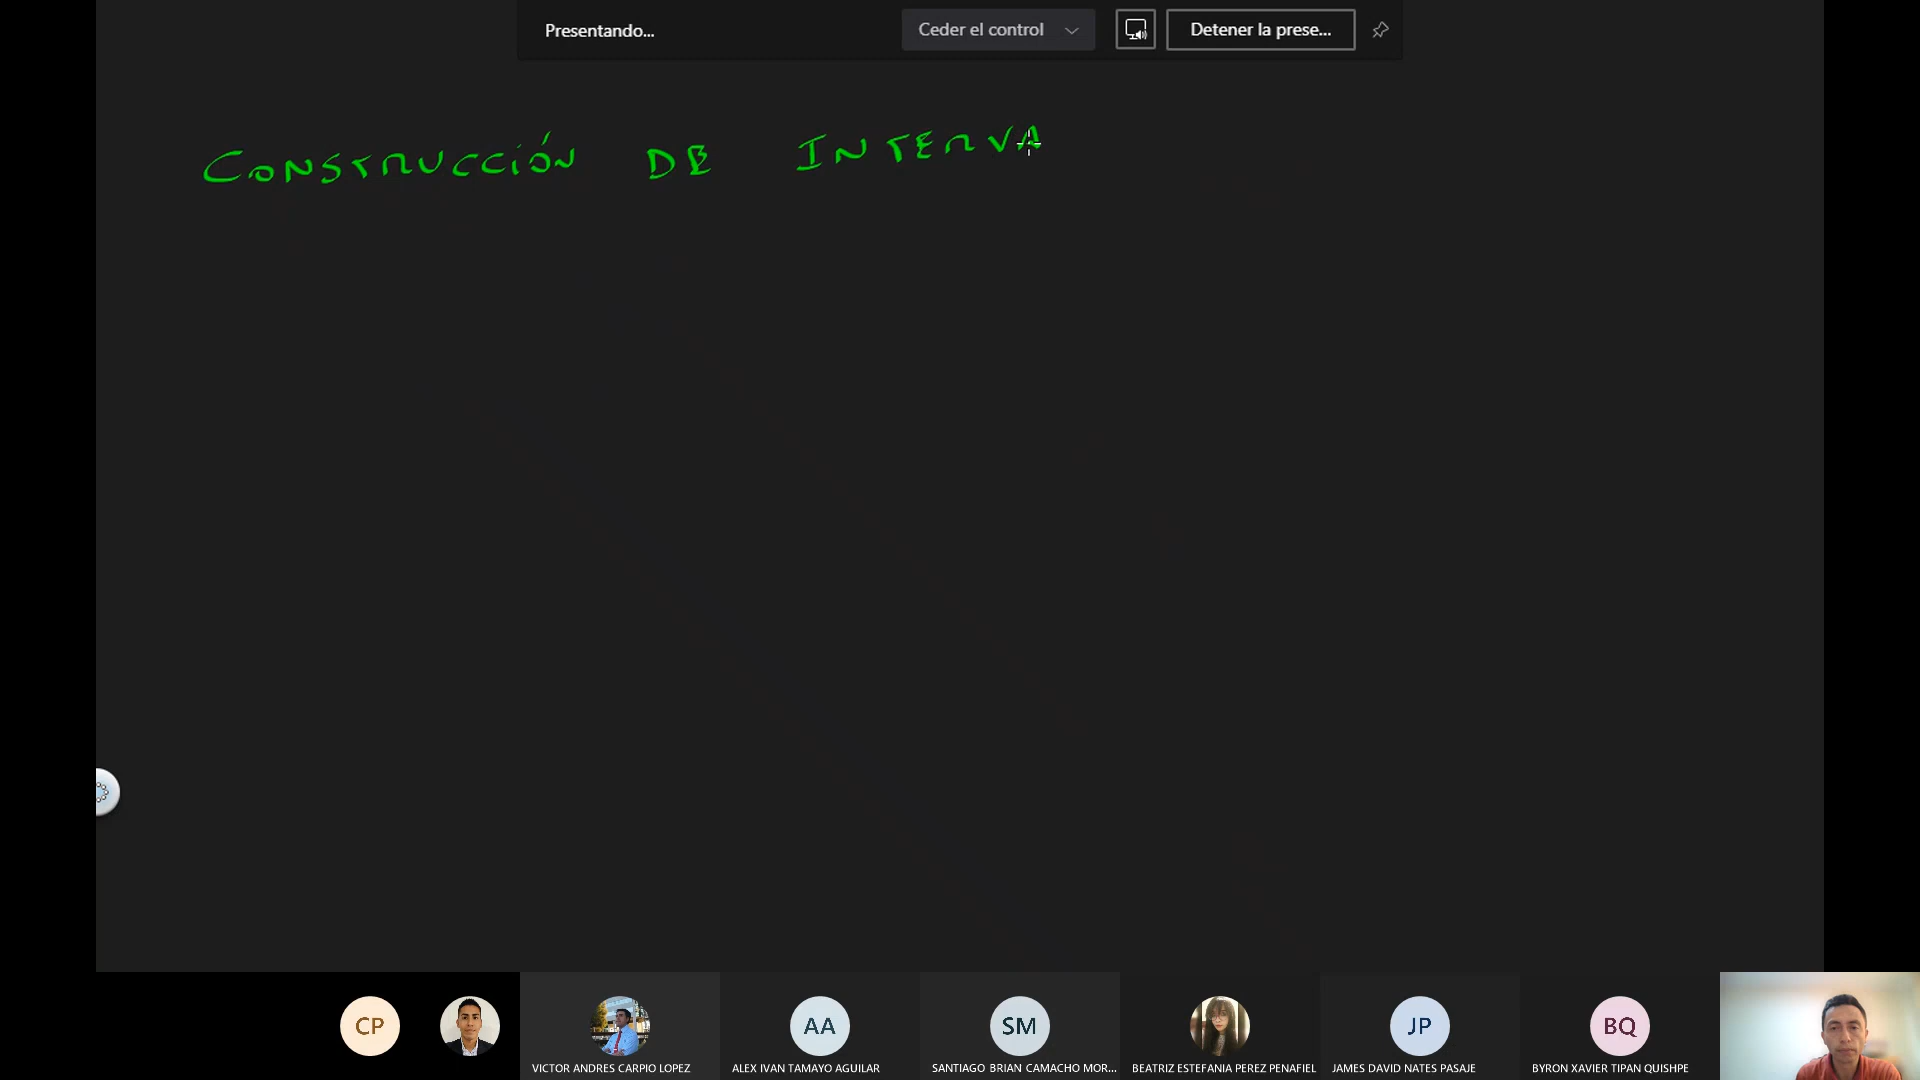 Presentando...
Ceder el control
Detener la prese...
CONSTRUCCIÓN DE INTERVA
CP
AA
SM
JP
BQ
VICTOR ANDRES CARPIO LOPEZ
ALEX IVAN TAMAYO AGUILAR
SANTIAGO BRIAN CAMACHO MOR...
BEATRIZ ESTEFANIA PEREZ PENAFIEL
JAMES DAVID NATES PASAJE
BYRON XAVIER TIPAN QUISHPE